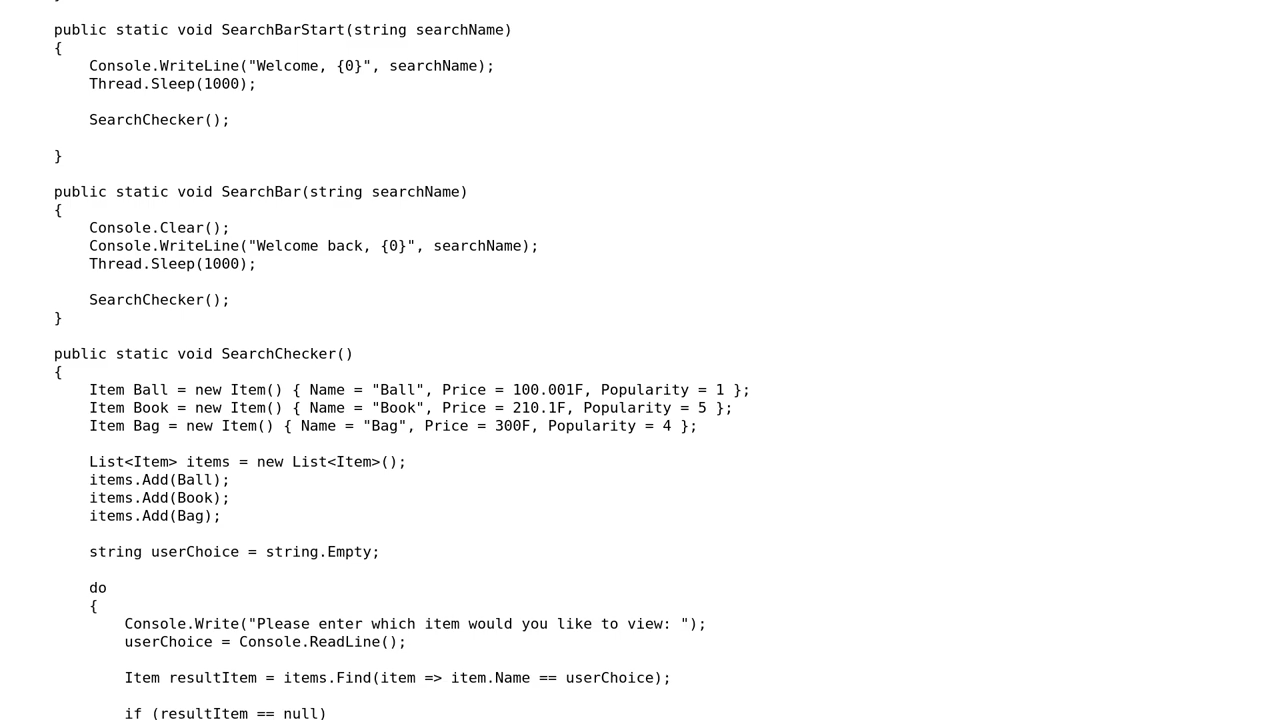 public static void SearchBarStart(string searchName)
{
    Console.WriteLine("Welcome, {0}", searchName);
    Thread.Sleep(1000);

    SearchChecker();

}

public static void SearchBar(string searchName)
{
    Console.Clear();
    Console.WriteLine("Welcome back, {0}", searchName);
    Thread.Sleep(1000);

    SearchChecker();
}

public static void SearchChecker()
{
    Item Ball = new Item() { Name = "Ball", Price = 100.001F, Popularity = 1 };
    Item Book = new Item() { Name = "Book", Price = 210.1F, Popularity = 5 };
    Item Bag = new Item() { Name = "Bag", Price = 300F, Popularity = 4 };

    List<Item> items = new List<Item>();
    items.Add(Ball);
    items.Add(Book);
    items.Add(Bag);

    string userChoice = string.Empty;

    do
    {
        Console.Write("Please enter which item would you like to view: ");
        userChoice = Console.ReadLine();

        Item resultItem = items.Find(item => item.Name == userChoice);

        if (resultItem == null)